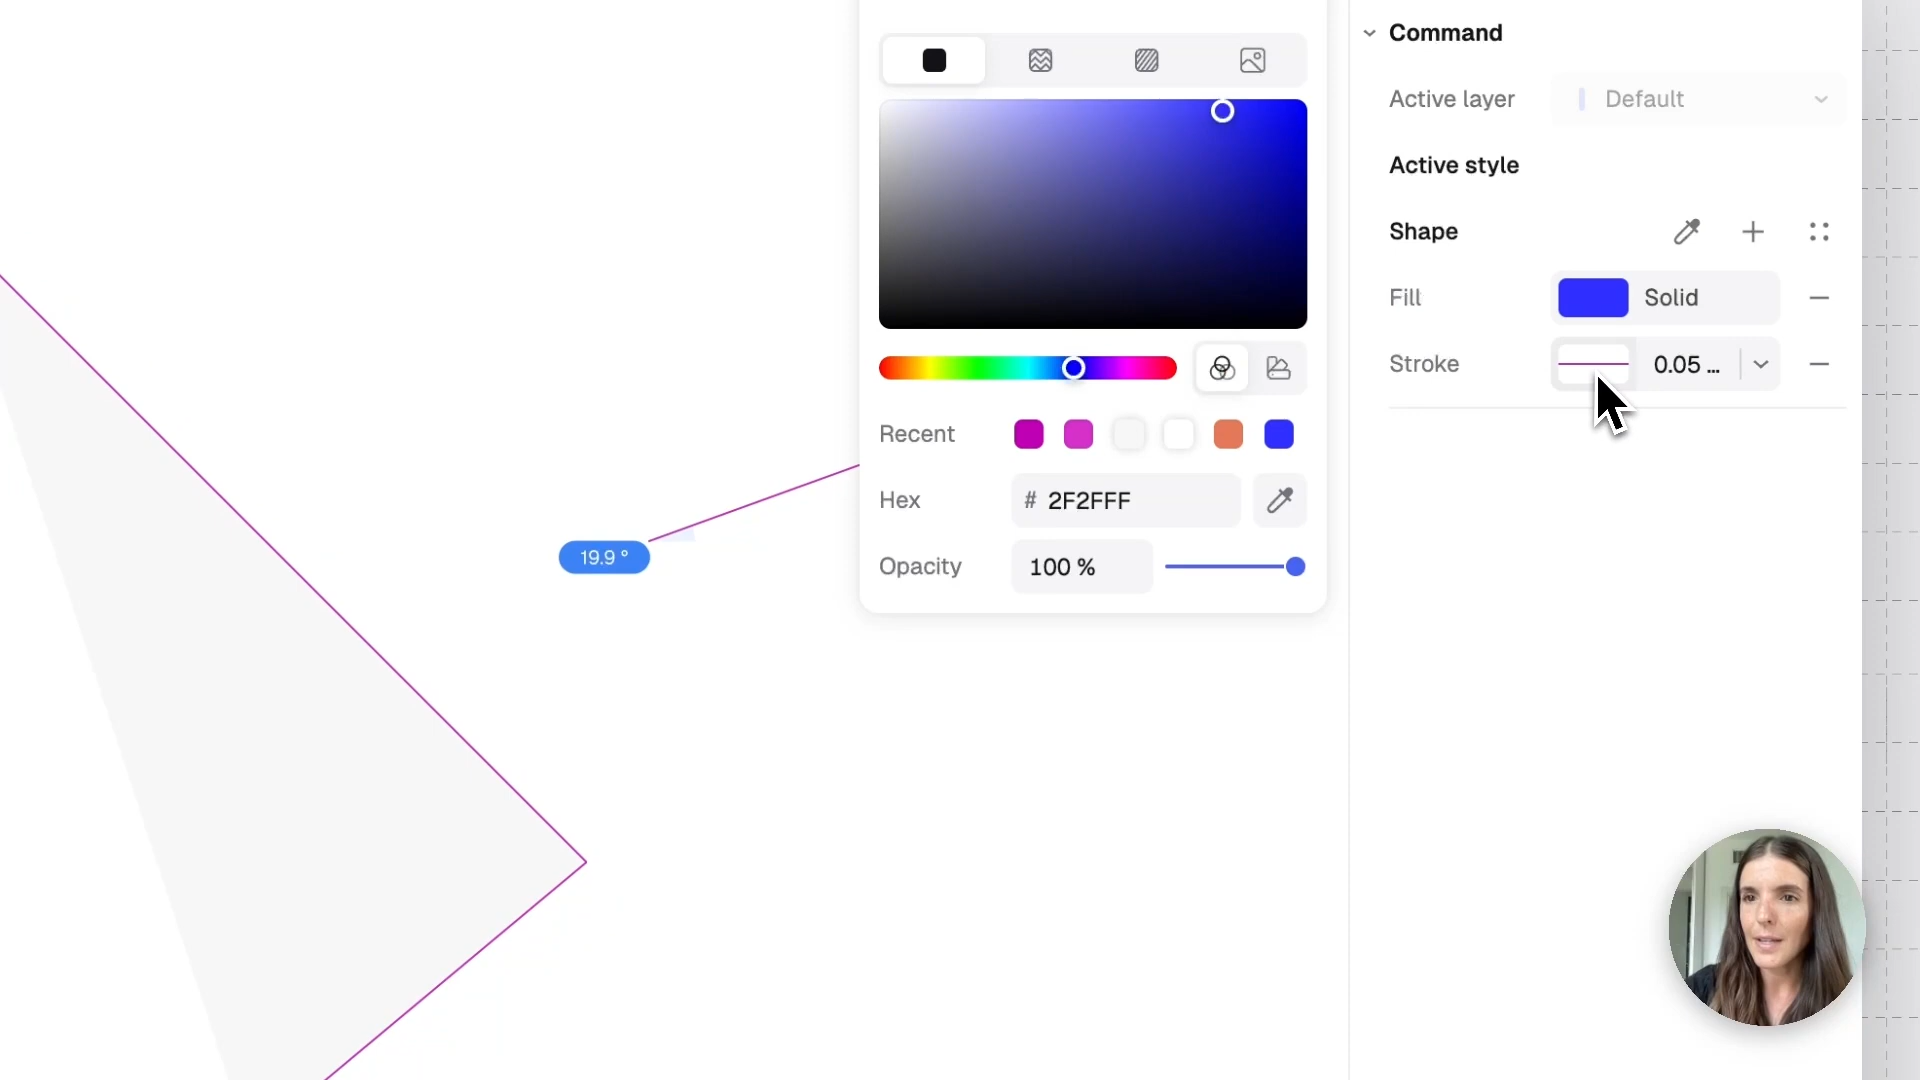 Command
Active layer
Default
Active style
Shape
Fill
Solid
Stroke
0.05 ...
Recent
Hex
# 2F2FFF
Opacity
100 %
19.9 °